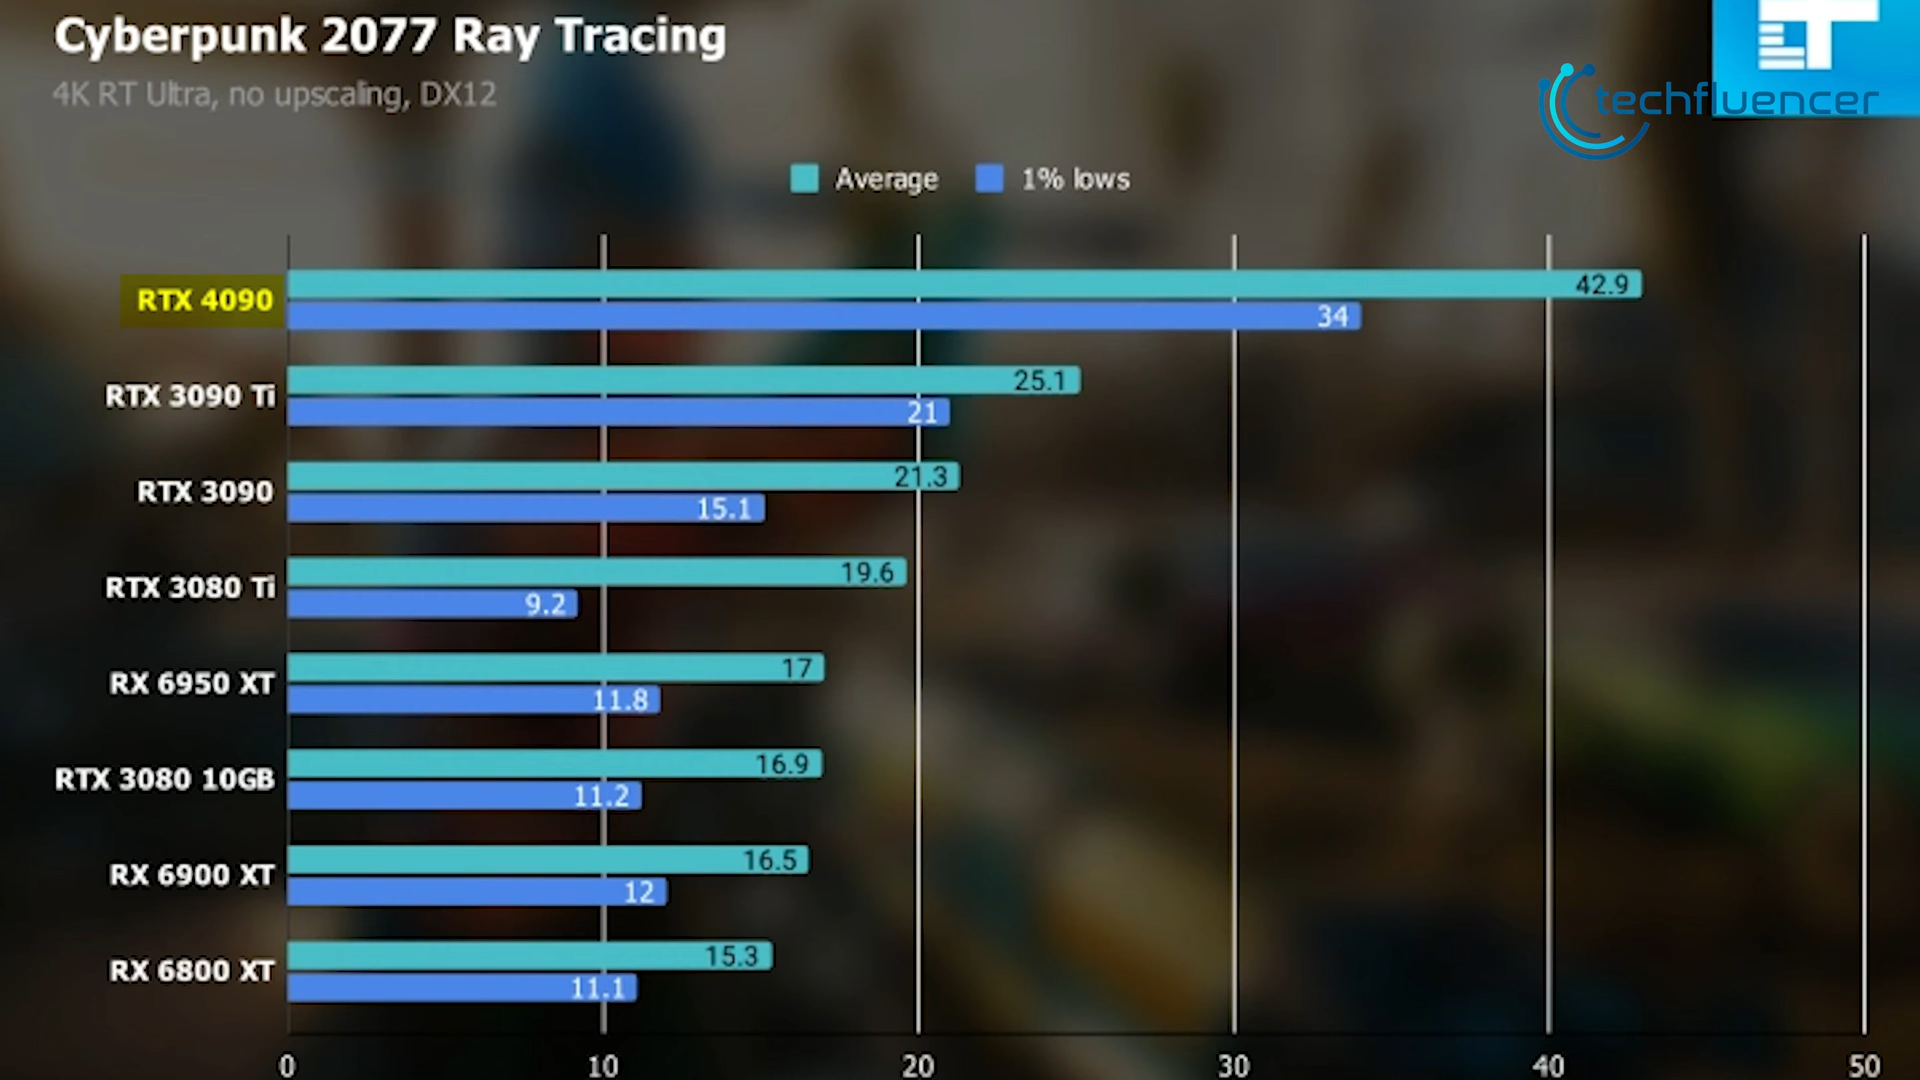 Cyberpunk 2077 Ray Tracing
4K RT Ultra, no upscaling, DX12
techfluencer
Average
1% lows
RTX 4090
42.9
34
RTX 3090 Ti
25.1
21
RTX 3090
21.3
15.1
RTX 3080 Ti
19.6
9.2
RX 6950 XT
17
11.8
RTX 3080 10GB
16.9
11.2
RX 6900 XT
16.5
12
RX 6800 XT
15.3
11.1
0 10 20 30 40 50